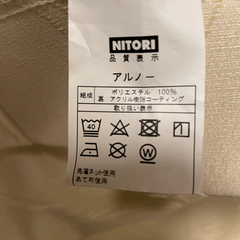 NITORI
品質表示
アルノー
組成 ポリエステル 100%
裏 アクリル樹脂コーティング
取り扱い表示
40
W
洗濯ネット使用
あて布使用